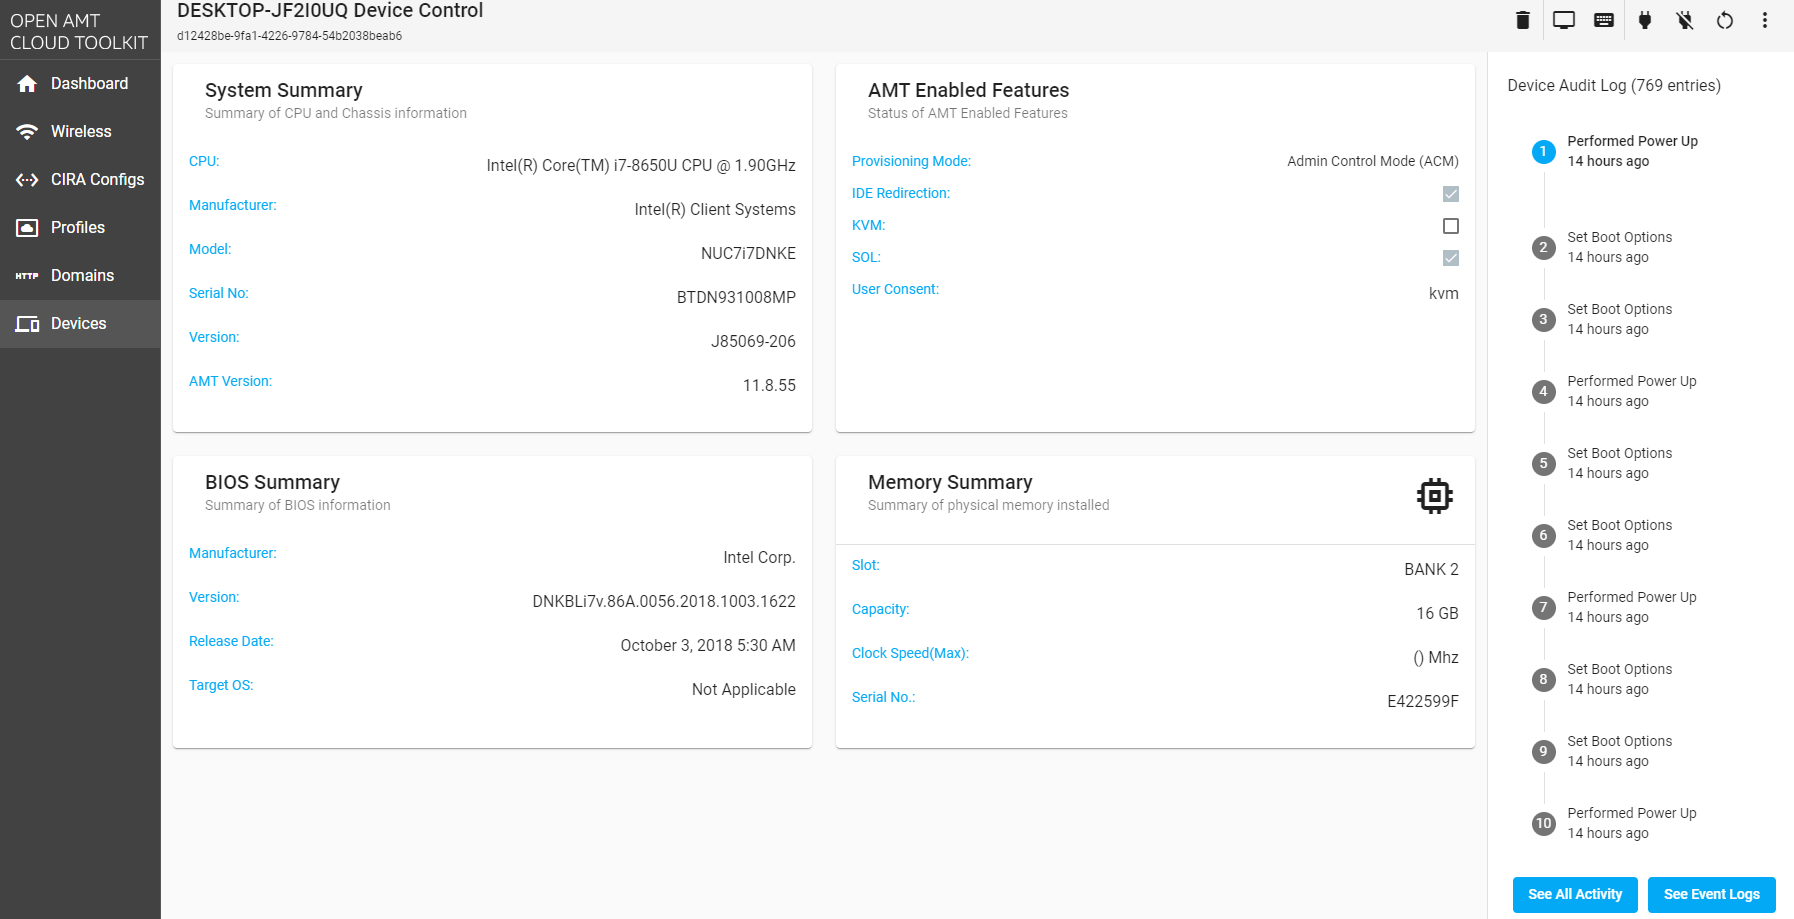 OPEN AMT
CLOUD TOOLKIT
Dashboard
Wireless
CIRA Configs
Profiles
HTTP Domains
Devices
DESKTOP-JF2I0UQ Device Control
d12428be-9fa1-4226-9784-54b2038beab6
System Summary
Summary of CPU and Chassis information
CPU: Intel(R) Core(TM) i7-8650U CPU @ 1.90GHz
Manufacturer: Intel(R) Client Systems
Model: NUC7i7DNKE
Serial No: BTDN931008MP
Version: J85069-206
AMT Version: 11.8.55
AMT Enabled Features
Status of AMT Enabled Features
Provisioning Mode: Admin Control Mode (ACM)
IDE Redirection:
KVM:
SOL:
User Consent: kvm
BIOS Summary
Summary of BIOS information
Manufacturer: Intel Corp.
Version: DNKBLi7v.86A.0056.2018.1003.1622
Release Date: October 3, 2018 5:30 AM
Target OS: Not Applicable
Memory Summary
Summary of physical memory installed
Slot: BANK 2
Capacity: 16 GB
Clock Speed(Max): () Mhz
Serial No.: E422599F
Device Audit Log (769 entries)
1 Performed Power Up
14 hours ago
2 Set Boot Options
14 hours ago
3 Set Boot Options
14 hours ago
4 Performed Power Up
14 hours ago
5 Set Boot Options
14 hours ago
6 Set Boot Options
14 hours ago
7 Performed Power Up
14 hours ago
8 Set Boot Options
14 hours ago
9 Set Boot Options
14 hours ago
10 Performed Power Up
14 hours ago
See All Activity
See Event Logs